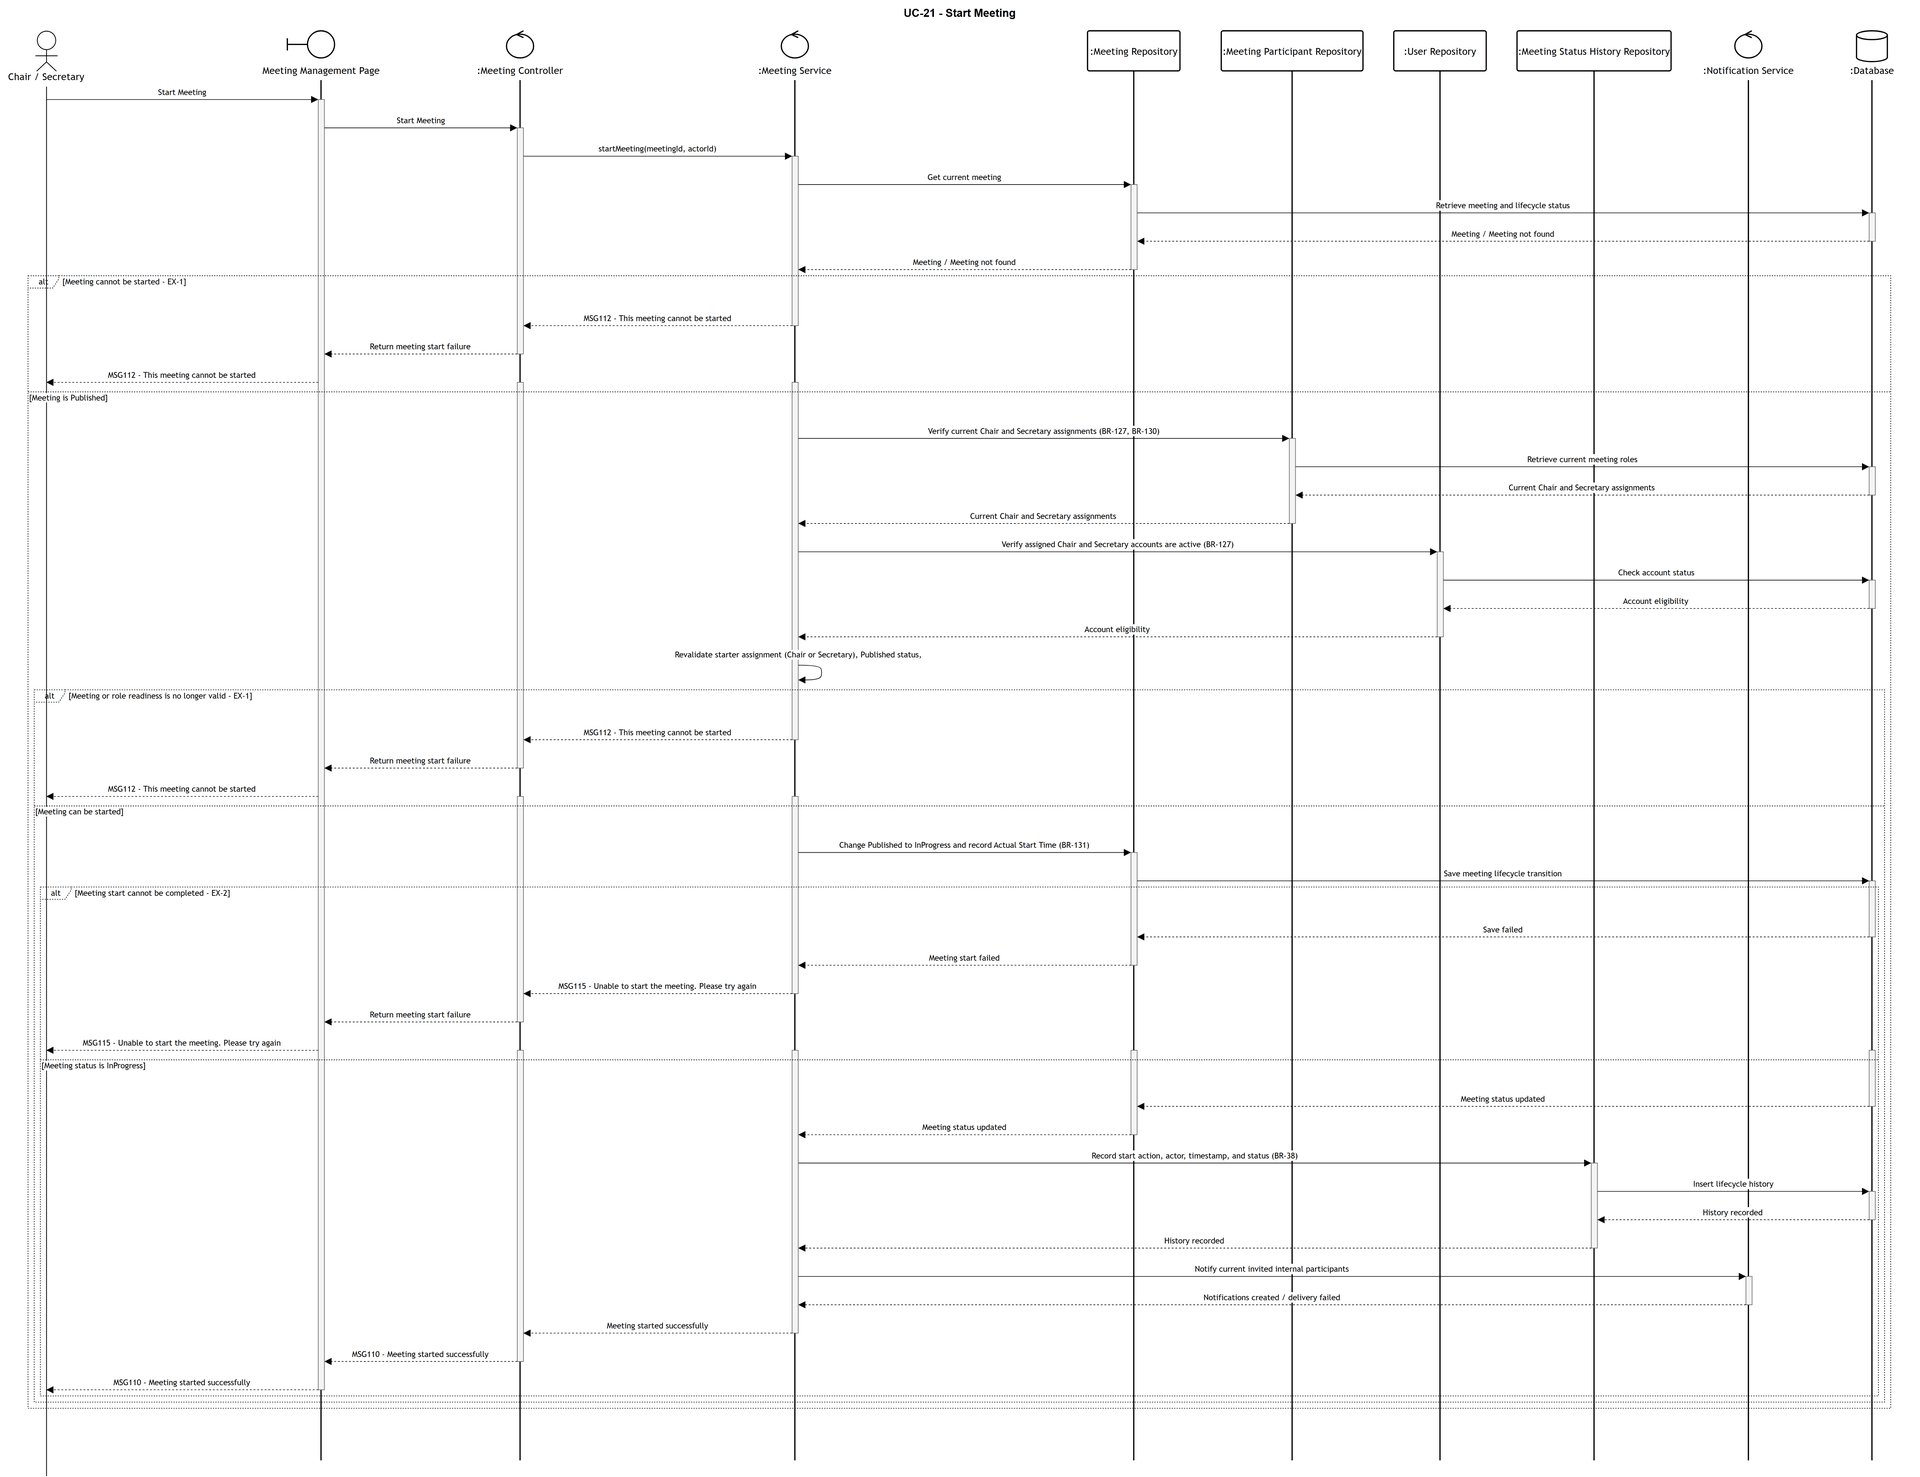 UC-21 - Start Meeting
Chair / Secretary
Meeting Management Page
:Meeting Controller
:Meeting Service
:Meeting Repository
:Meeting Participant Repository
:User Repository
:Meeting Status History Repository
:Notification Service
:Database
Start Meeting
Start Meeting
startMeeting(meetingId, actorId)
Get current meeting
Retrieve meeting and lifecycle status
Meeting / Meeting not found
Meeting / Meeting not found
alt [Meeting cannot be started - EX-1]
MSG112 - This meeting cannot be started
Return meeting start failure
MSG112 - This meeting cannot be started
[Meeting is Published]
Verify current Chair and Secretary assignments (BR-127, BR-130)
Retrieve current meeting roles
Current Chair and Secretary assignments
Current Chair and Secretary assignments
Verify assigned Chair and Secretary accounts are active (BR-127)
Check account status
Account eligibility
Account eligibility
Revalidate starter assignment (Chair or Secretary), Published status,
alt [Meeting or role readiness is no longer valid - EX-1]
MSG112 - This meeting cannot be started
Return meeting start failure
MSG112 - This meeting cannot be started
[Meeting can be started]
Change Published to InProgress and record Actual Start Time (BR-131)
Save meeting lifecycle transition
alt [Meeting start cannot be completed - EX-2]
Save failed
Meeting start failed
MSG115 - Unable to start the meeting. Please try again
Return meeting start failure
MSG115 - Unable to start the meeting. Please try again
[Meeting status is InProgress]
Meeting status updated
Meeting status updated
Record start action, actor, timestamp, and status (BR-38)
Insert lifecycle history
History recorded
History recorded
Notify current invited internal participants
Notifications created / delivery failed
Meeting started successfully
MSG110 - Meeting started successfully
MSG110 - Meeting started successfully